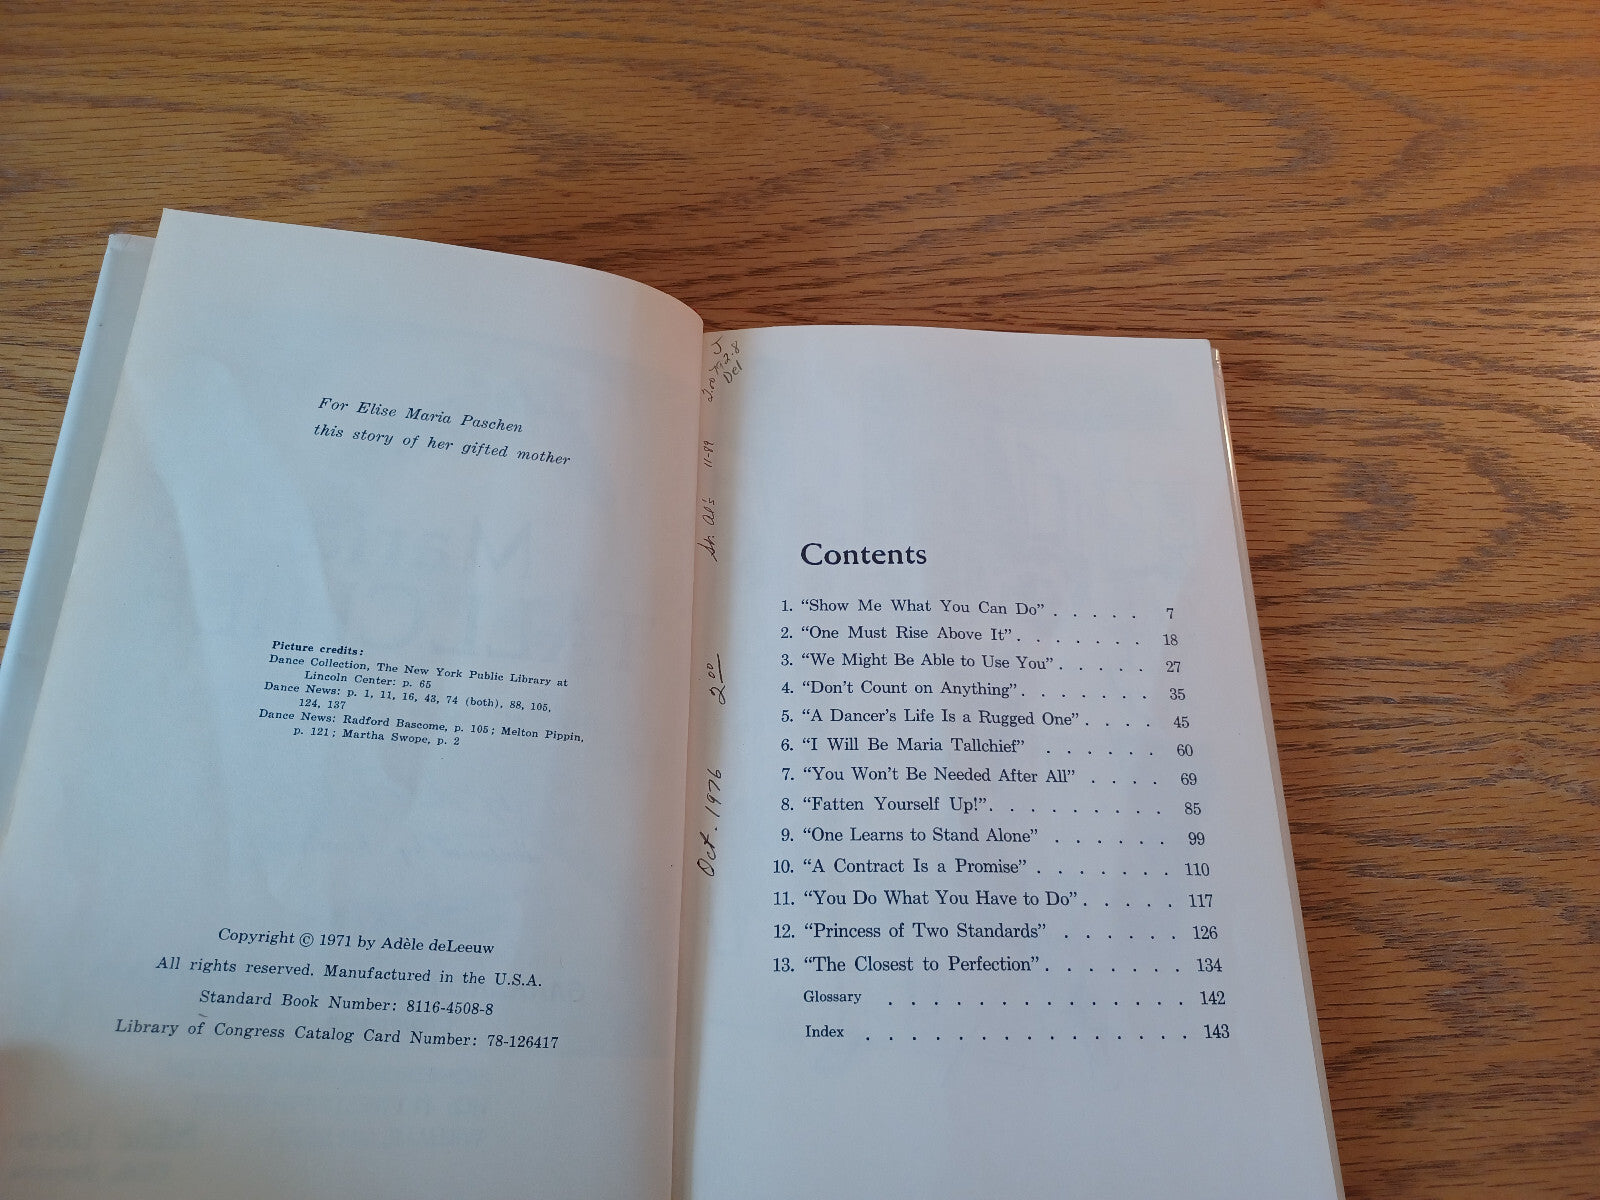 For Elise Maria Paschen
this story of her gifted mother
Picture credits:
Dance Collection, The New York Public Library at
Lincoln Center: p. 65
Dance News: p. 1, 11, 16, 43, 74 (both), 88, 105,
124, 137
Dance News: Radford Bascome, p. 105; Melton Pippin,
p. 121; Martha Swope, p. 2
Copyright © 1971 by Adèle deLeeuw
All rights reserved. Manufactured in the U.S.A.
Standard Book Number: 8116-4508-8
Library of Congress Catalog Card Number: 78-126417
J
792.8
Del
2.00
11-89
Oct. 1976 2.00
Contents
1. “Show Me What You Can Do” . . . . . 7
2. “One Must Rise Above It” . . . . . . . 18
3. “We Might Be Able to Use You” . . . . . 27
4. “Don't Count on Anything” . . . . . . . 35
5. “A Dancer's Life Is a Rugged One” . . . . 45
6. “I Will Be Maria Tallchief” . . . . . . 60
7. “You Won't Be Needed After All” . . . . 69
8. “Fatten Yourself Up!” . . . . . . . . . 85
9. “One Learns to Stand Alone” . . . . . . 99
10. “A Contract Is a Promise” . . . . . . . 110
11. “You Do What You Have to Do” . . . . . 117
12. “Princess of Two Standards” . . . . . . 126
13. “The Closest to Perfection” . . . . . . . 134
Glossary . . . . . . . . . . . . . . 142
Index . . . . . . . . . . . . . . . 143